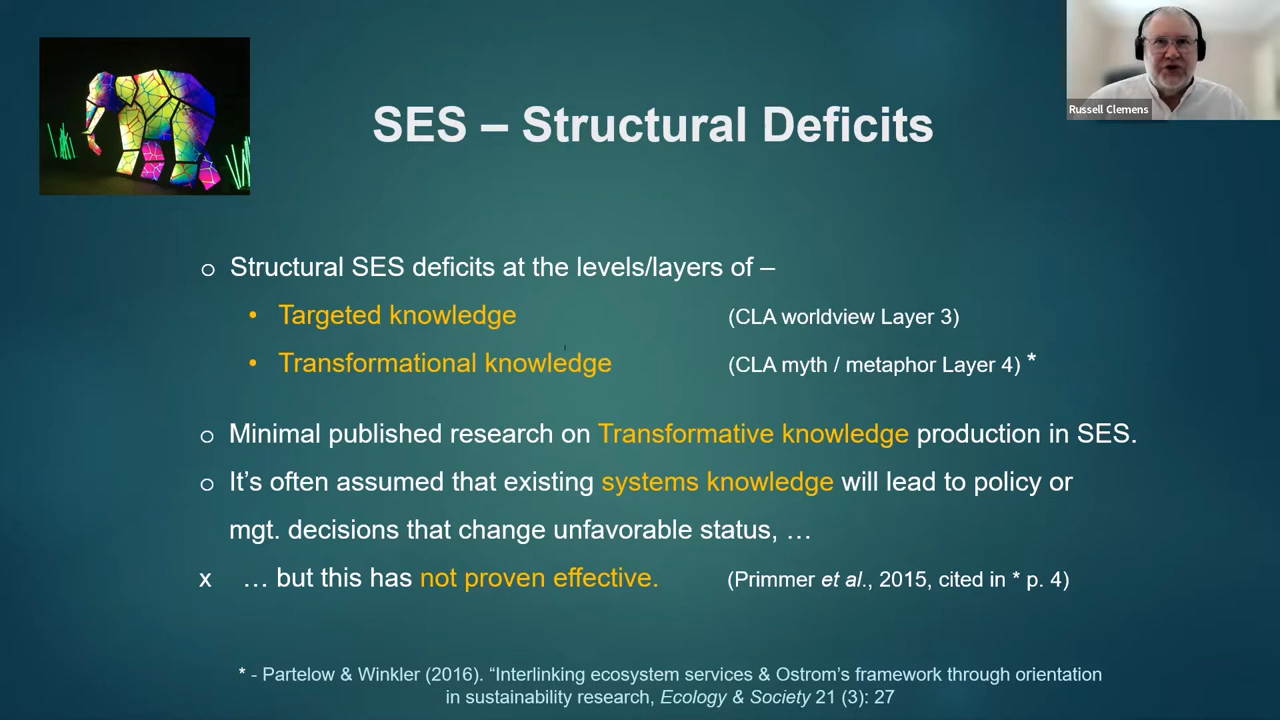 Russell Clemens
SES – Structural Deficits
o Structural SES deficits at the levels/layers of –
• Targeted knowledge (CLA worldview Layer 3)
• Transformational knowledge (CLA myth / metaphor Layer 4) *
o Minimal published research on Transformative knowledge production in SES.
o It’s often assumed that existing systems knowledge will lead to policy or
mgt. decisions that change unfavorable status, …
x … but this has not proven effective. (Primmer et al., 2015, cited in * p. 4)
* - Partelow & Winkler (2016). “Interlinking ecosystem services & Ostrom’s framework through orientation
in sustainability research, Ecology & Society 21 (3): 27